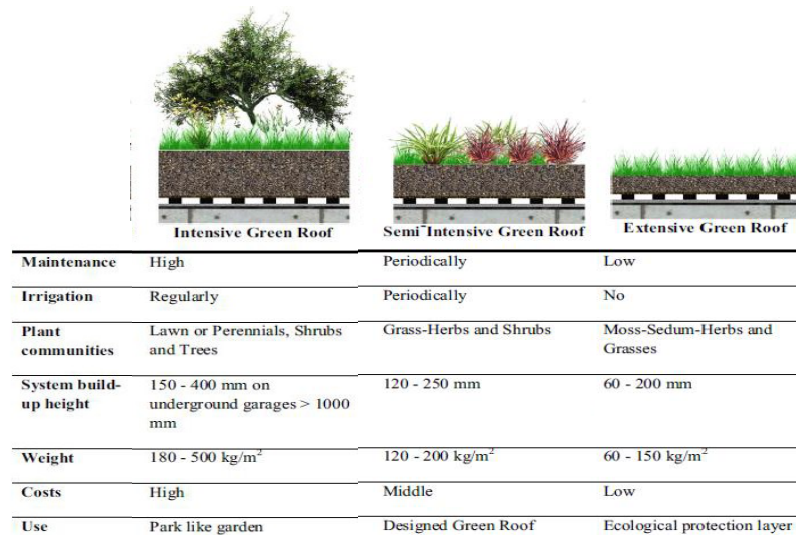 Intensive Green Roof Semi-Intensive Green Roof Extensive Green Roof
Maintenance High Periodically Low
Irrigation Regularly Periodically No
Plant communities Lawn or Perennials, Shrubs and Trees Grass-Herbs and Shrubs Moss-Sedum-Herbs and Grasses
System build-up height 150 - 400 mm on underground garages > 1000 mm 120 - 250 mm 60 - 200 mm
Weight 180 - 500 kg/m² 120 - 200 kg/m² 60 - 150 kg/m²
Costs High Middle Low
Use Park like garden Designed Green Roof Ecological protection layer